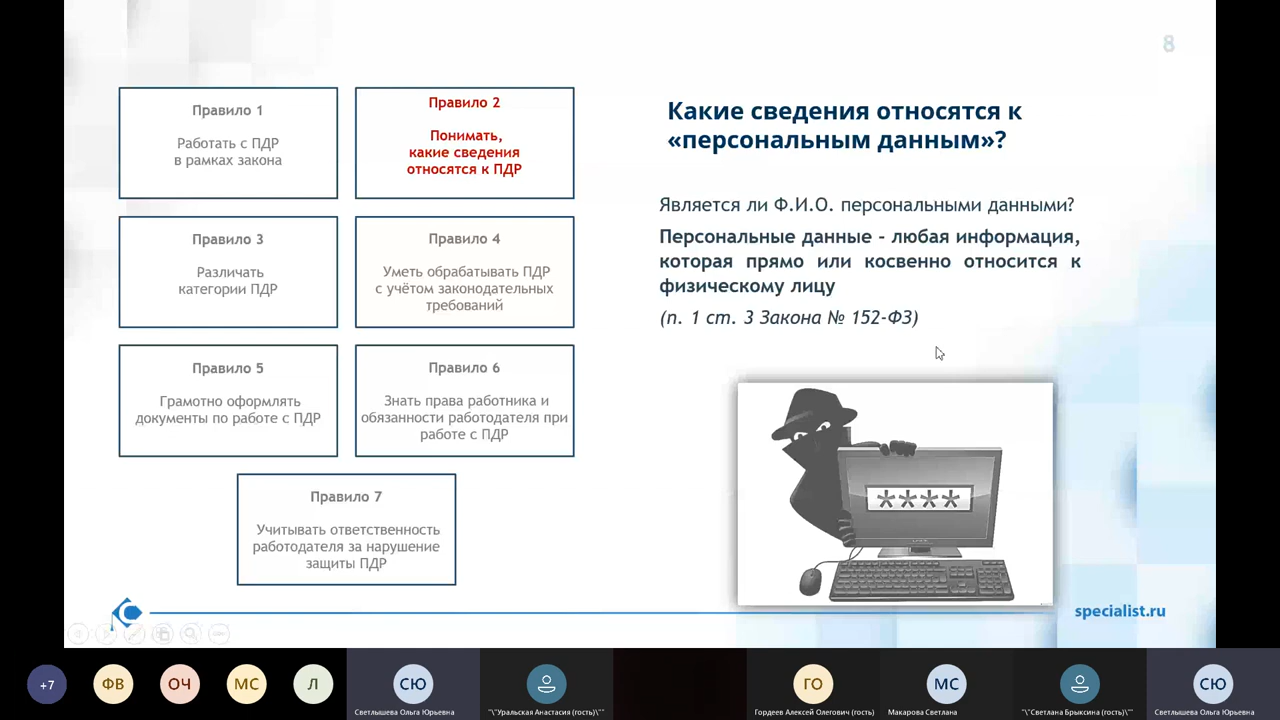 8
Правило 1
Работать с ПДР
в рамках закона
Правило 2
Понимать,
какие сведения
относятся к ПДР
Правило 3
Различать
категории ПДР
Правило 4
Уметь обрабатывать ПДР
с учётом законодательных
требований
Правило 5
Грамотно оформлять
документы по работе с ПДР
Правило 6
Знать права работника и
обязанности работодателя при
работе с ПДР
Правило 7
Учитывать ответственность
работодателя за нарушение
защиты ПДР
Какие сведения относятся к
«персональным данным»?
Является ли Ф.И.О. персональными данными?
Персональные данные - любая информация,
которая прямо или косвенно относится к
физическому лицу
(п. 1 ст. 3 Закона № 152-ФЗ)
****
specialist.ru
+7
ФВ
ОЧ
МС
Л
СЮ
Светлышева Ольга Юрьевна
"\"Уральская Анастасия (гость)\""
ГО
Гордеев Алексей Олегович (гость)
МС
Макарова Светлана
"\"Светлана Брыксина (гость)\""
СЮ
Светлышева Ольга Юрьевна